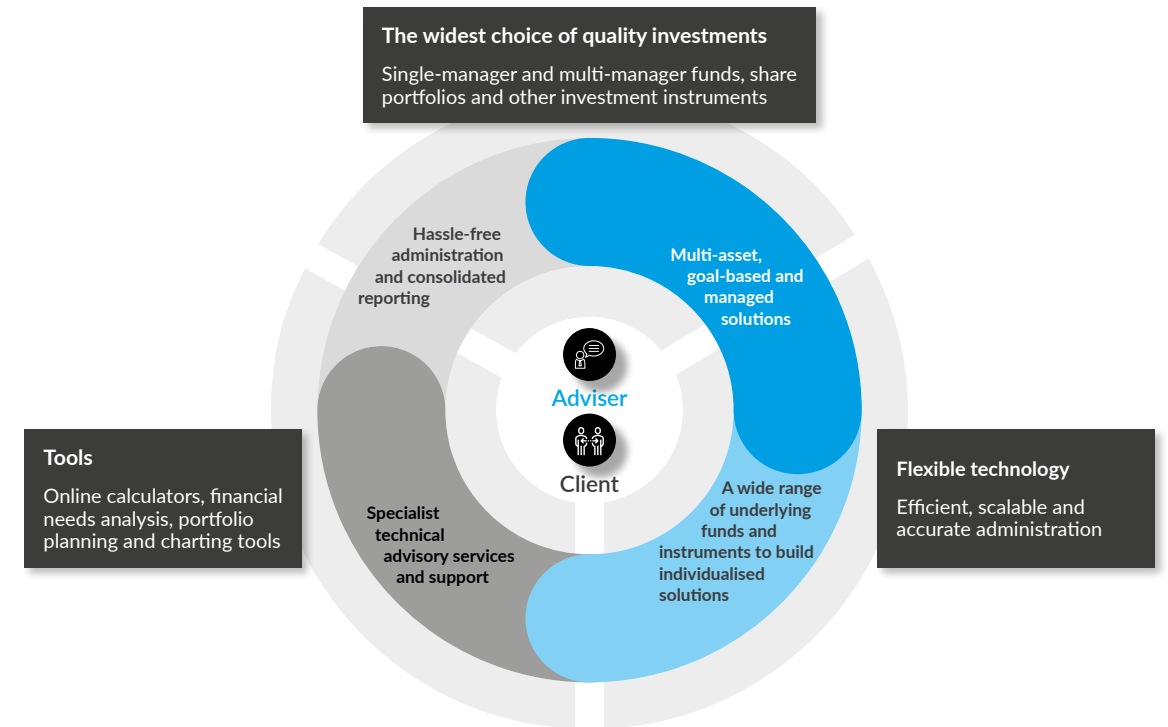 The widest choice of quality investments
Single-manager and multi-manager funds, share
portfolios and other investment instruments
Hassle-free
administration
and consolidated
reporting
Multi-asset,
goal-based and
managed
solutions
Adviser
Client
Tools
Online calculators, financial
needs analysis, portfolio
planning and charting tools
Specialist
technical
advisory services
and support
A wide range
of underlying
funds and
instruments to build
individualised
solutions
Flexible technology
Efficient, scalable and
accurate administration